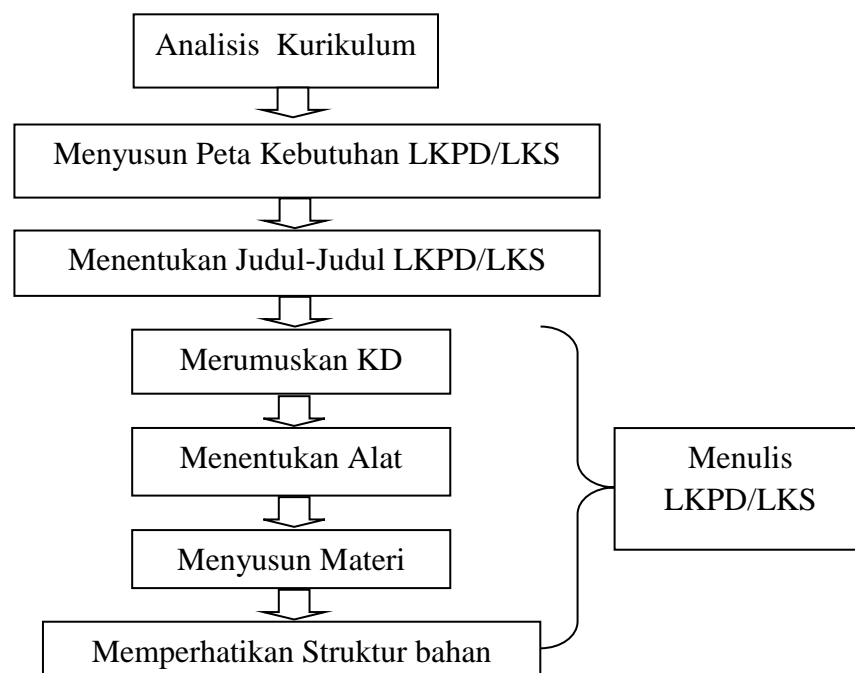 Analisis  Kurikulum
Menyusun Peta Kebutuhan LKPD/LKS
Menentukan Judul-Judul LKPD/LKS
Merumuskan KD
Menentukan Alat
Menyusun Materi
Memperhatikan Struktur bahan
Menulis
LKPD/LKS